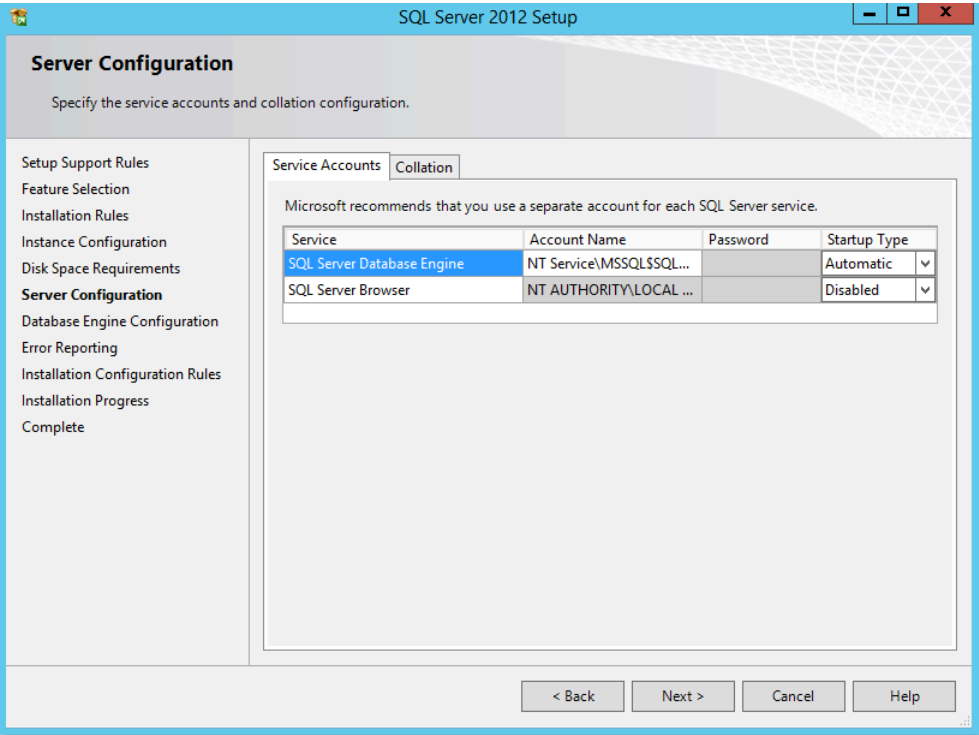 SQL Server 2012 Setup
Server Configuration
Specify the service accounts and collation configuration.
Setup Support Rules
Feature Selection
Installation Rules
Instance Configuration
Disk Space Requirements
Server Configuration
Database Engine Configuration
Error Reporting
Installation Configuration Rules
Installation Progress
Complete
Service Accounts Collation
Microsoft recommends that you use a separate account for each SQL Server service.
Service Account Name Password Startup Type
SQL Server Database Engine NT Service\MSSQL$SQL... Automatic
SQL Server Browser NT AUTHORITY\LOCAL ... Disabled
< Back Next > Cancel Help